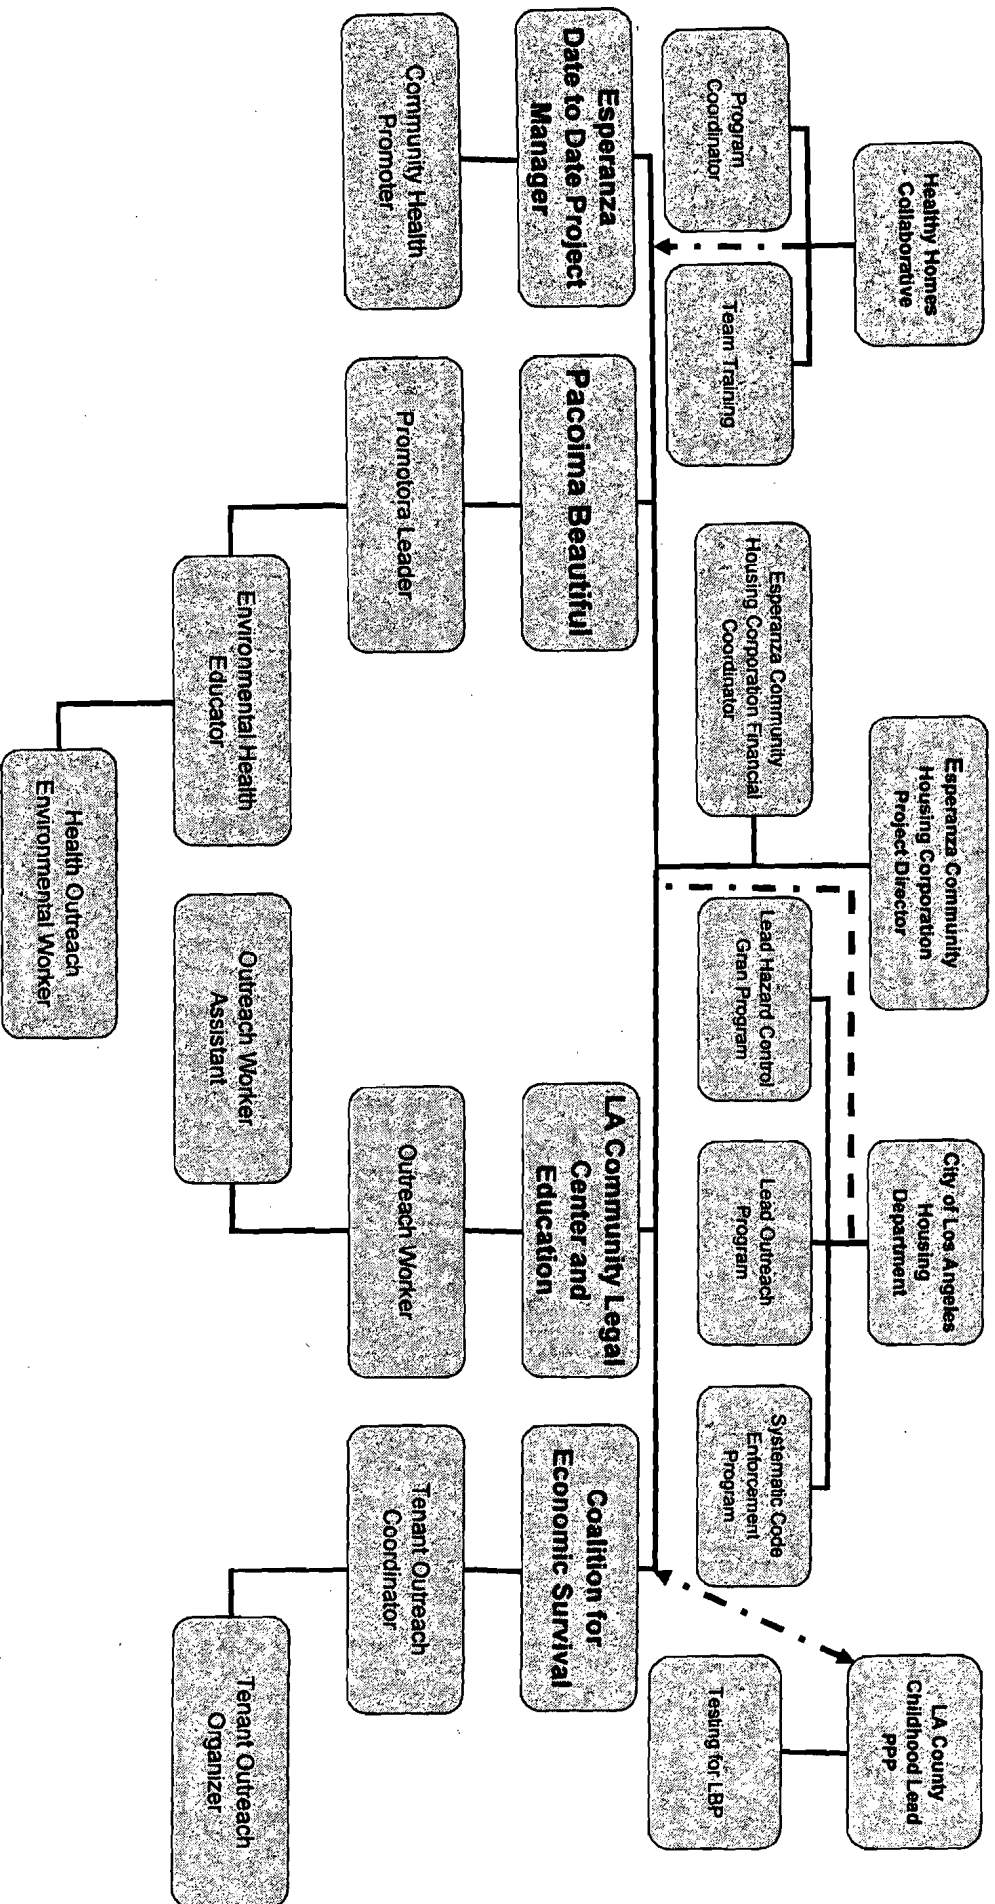 Healthy Homes
Collaborative
Esperanza Community
Housing Corporation
Project Director
City of Los Angeles
Housing
Department
LA County
Childhood Lead
PPP
Program
Coordinator
Team Training
Esperanza Community
Housing Corporation Financial
Coordinator
Lead Hazard Control
Gran Program
Lead Outreach
Program
Systematic Code
Enforcement
Program
Testing for LBP
Esperanza
Date to Date Project
Manager
Pacoima Beautiful
LA Community Legal
Center and
Education
Coalition for
Economic Survival
Community Health
Promoter
Promotora Leader
Outreach Worker
Tenant Outreach
Coordinator
Environmental Health
Educator
Outreach Worker
Assistant
Tenant Outreach
Organizer
Health Outreach
Environmental Worker